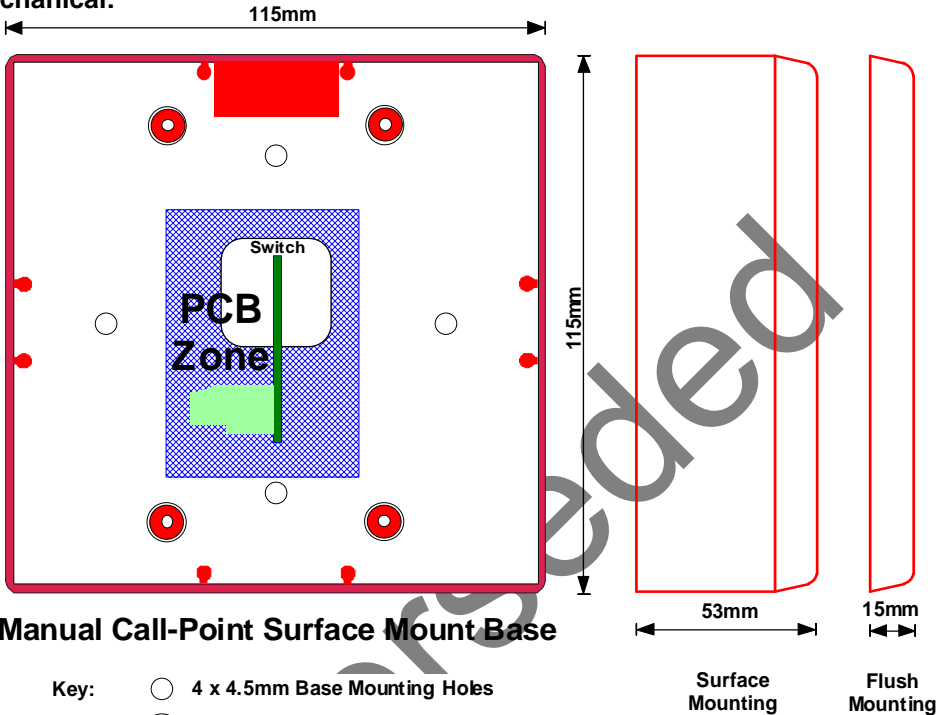 115mm
Switch
PCB
Zone
115mm
53mm
15mm
Manual Call-Point Surface Mount Base
Key:
4 x 4.5mm Base Mounting Holes
Surface
Mounting
Flush
Mounting